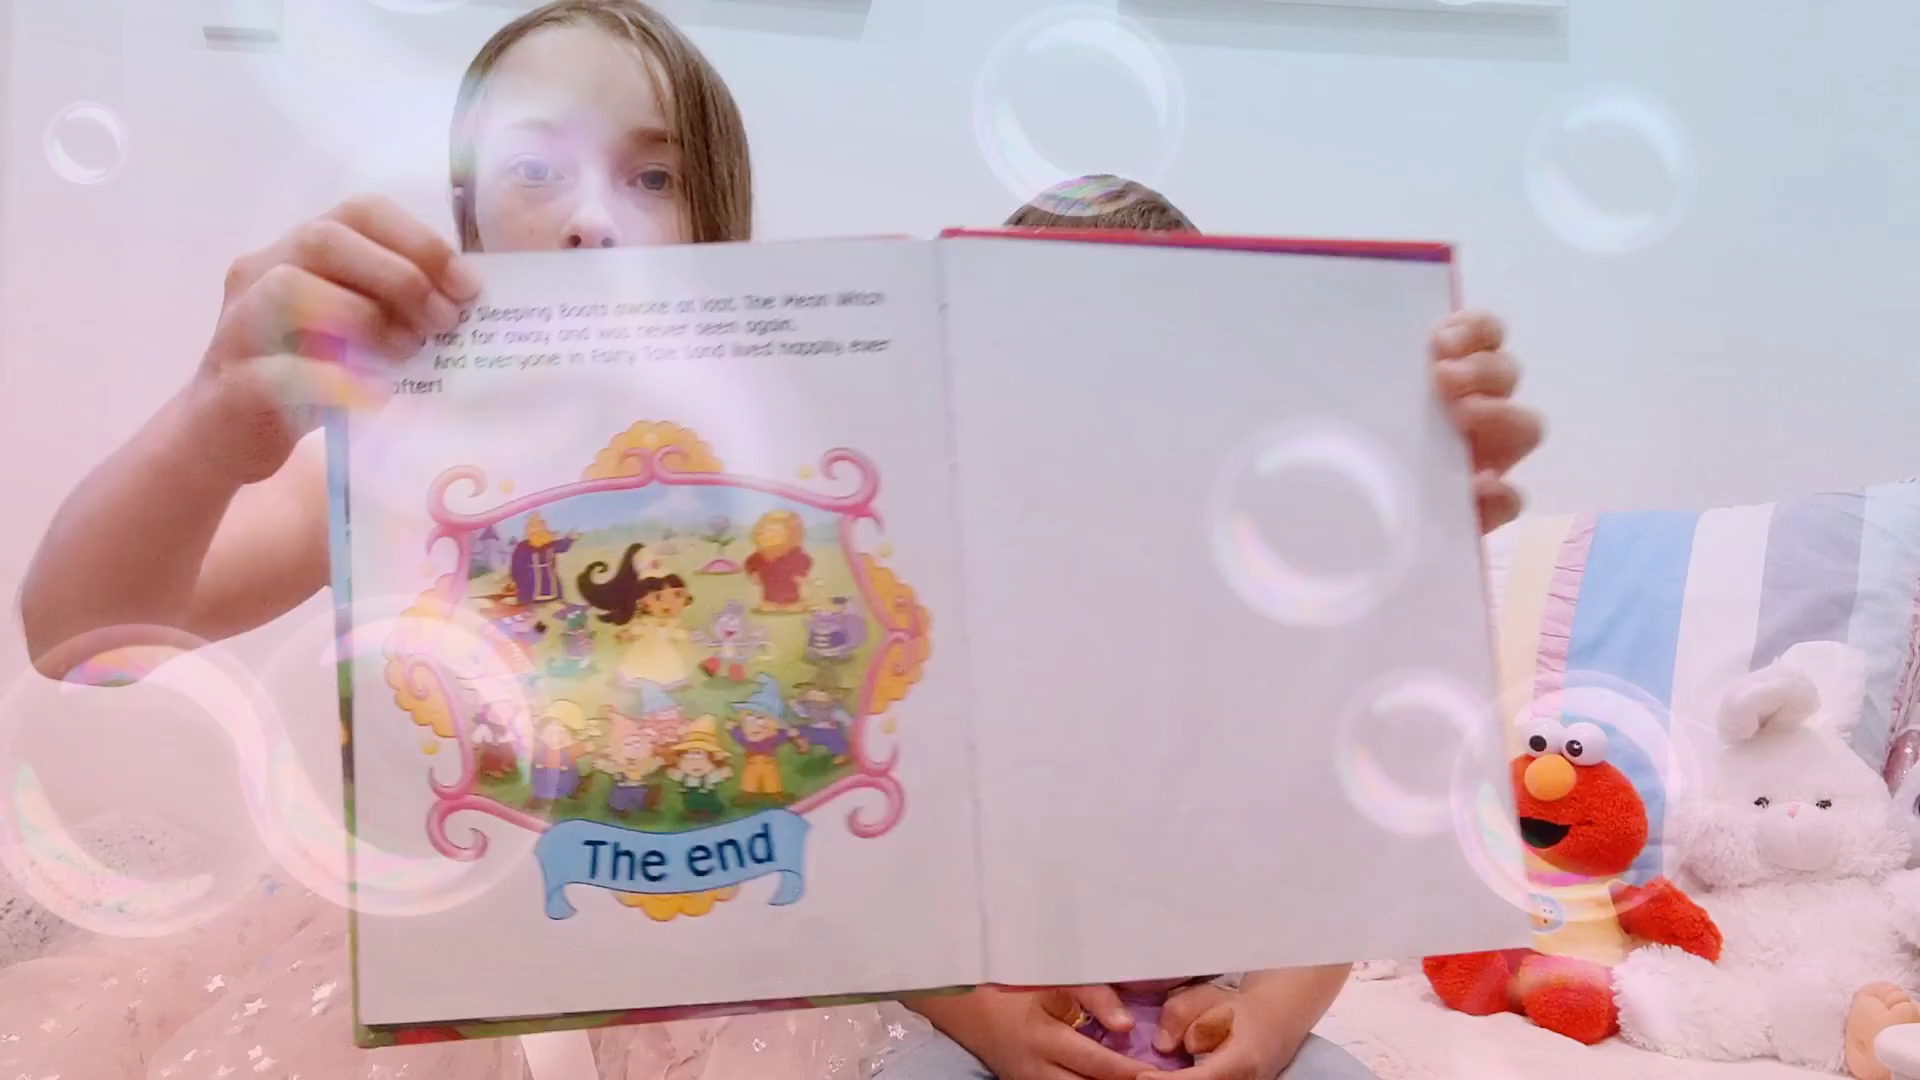 Sleeping Boots awoke at last. The Mean Witch
far, far away and was never seen again.
And everyone in Fairy Tale Land lived happily ever
after!
The end